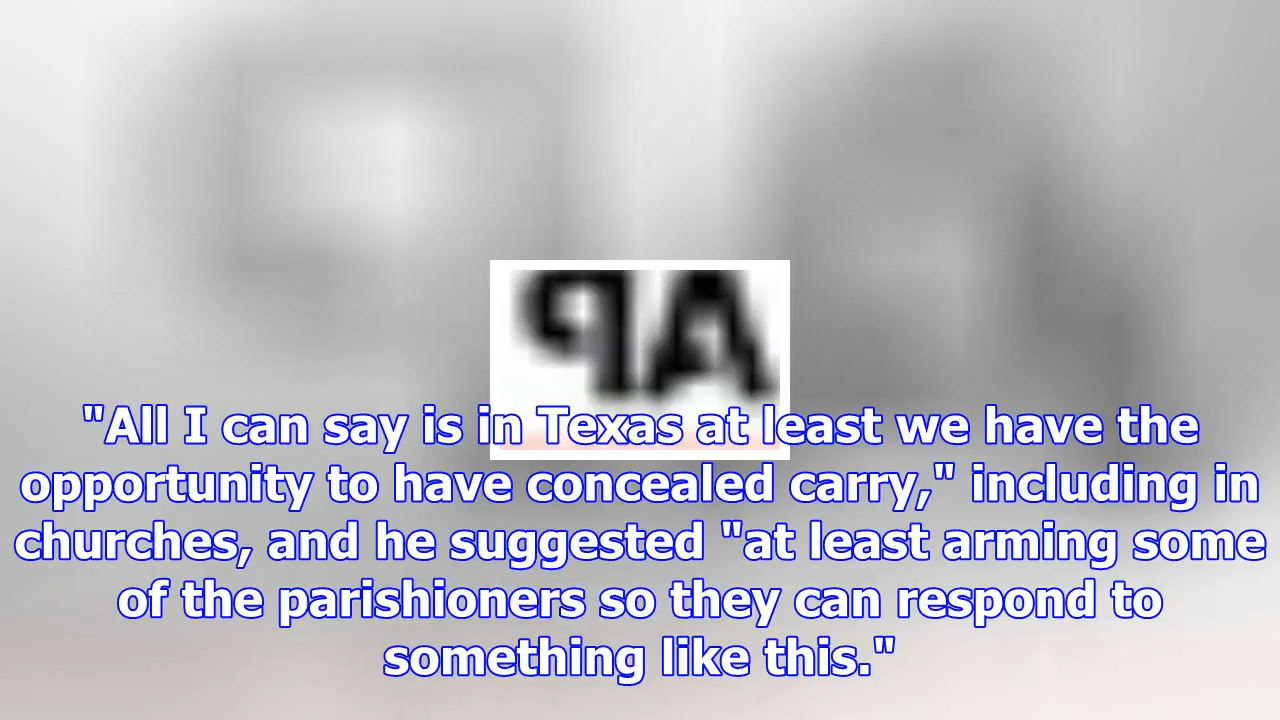 AP
"All I can say is in Texas at least we have the
opportunity to have concealed carry," including in
churches, and he suggested "at least arming some
of the parishioners so they can respond to
something like this."